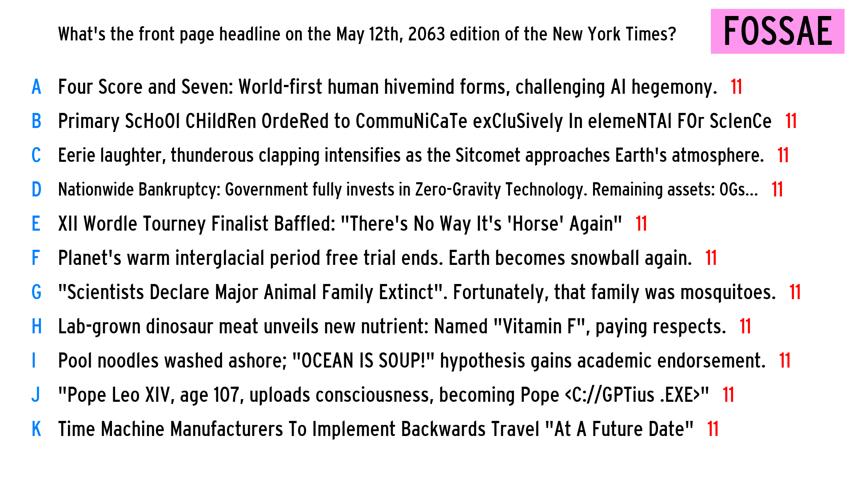 What's the front page headline on the May 12th, 2063 edition of the New York Times?
FOSSAE
A Four Score and Seven: World-first human hivemind forms, challenging AI hegemony. 11
B Primary ScHoOl CHildRen OrdeRed to CommuNiCaTe exCluSively In elemeNTAl FOr ScIenCe 11
C Eerie laughter, thunderous clapping intensifies as the Sitcomet approaches Earth's atmosphere. 11
D Nationwide Bankruptcy: Government fully invests in Zero-Gravity Technology. Remaining assets: 0Gs... 11
E XII Wordle Tourney Finalist Baffled: "There's No Way It's 'Horse' Again" 11
F Planet's warm interglacial period free trial ends. Earth becomes snowball again. 11
G "Scientists Declare Major Animal Family Extinct". Fortunately, that family was mosquitoes. 11
H Lab-grown dinosaur meat unveils new nutrient: Named "Vitamin F", paying respects. 11
I Pool noodles washed ashore; "OCEAN IS SOUP!" hypothesis gains academic endorsement. 11
J "Pope Leo XIV, age 107, uploads consciousness, becoming Pope <C://GPTius .EXE>" 11
K Time Machine Manufacturers To Implement Backwards Travel "At A Future Date" 11